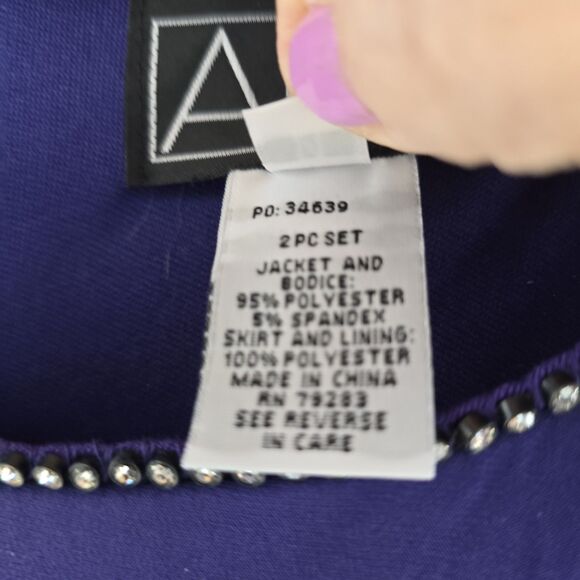 A
PO: 34639
2 PC SET
JACKET AND
BODICE:
95% POLYESTER
5% SPANDEX
SKIRT AND LINING:
100% POLYESTER
MADE IN CHINA
RN 79283
SEE REVERSE
IN CARE